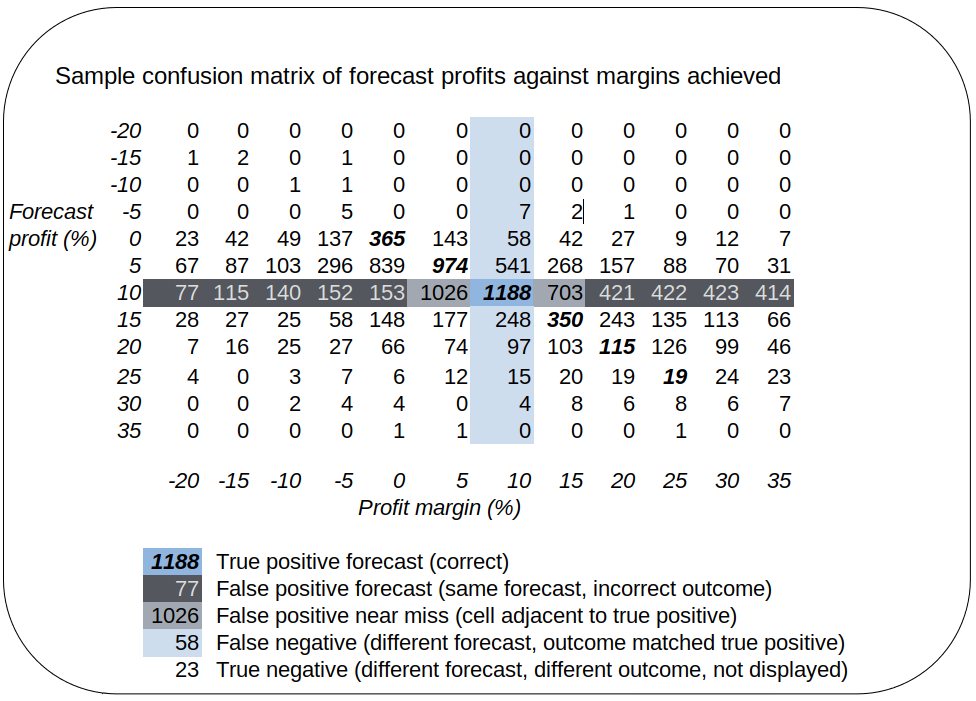 Sample confusion matrix of forecast profits against margins achieved
-20 0 0 0 0 0 0 0 0 0 0 0 0
-15 1 2 0 1 0 0 0 0 0 0 0 0
-10 0 0 1 1 0 0 0 0 0 0 0 0
Forecast -5 0 0 0 5 0 0 7 2 1 0 0 0
profit (%) 0 23 42 49 137 365 143 58 42 27 9 12 7
5 67 87 103 296 839 974 541 268 157 88 70 31
10 77 115 140 152 153 1026 1188 703 421 422 423 414
15 28 27 25 58 148 177 248 350 243 135 113 66
20 7 16 25 27 66 74 97 103 115 126 99 46
25 4 0 3 7 6 12 15 20 19 19 24 23
30 0 0 2 4 4 0 4 8 6 8 6 7
35 0 0 0 0 1 1 0 0 0 1 0 0
-20 -15 -10 -5 0 5 10 15 20 25 30 35
Profit margin (%)
1188 True positive forecast (correct)
77 False positive forecast (same forecast, incorrect outcome)
1026 False positive near miss (cell adjacent to true positive)
58 False negative (different forecast, outcome matched true positive)
23 True negative (different forecast, different outcome, not displayed)